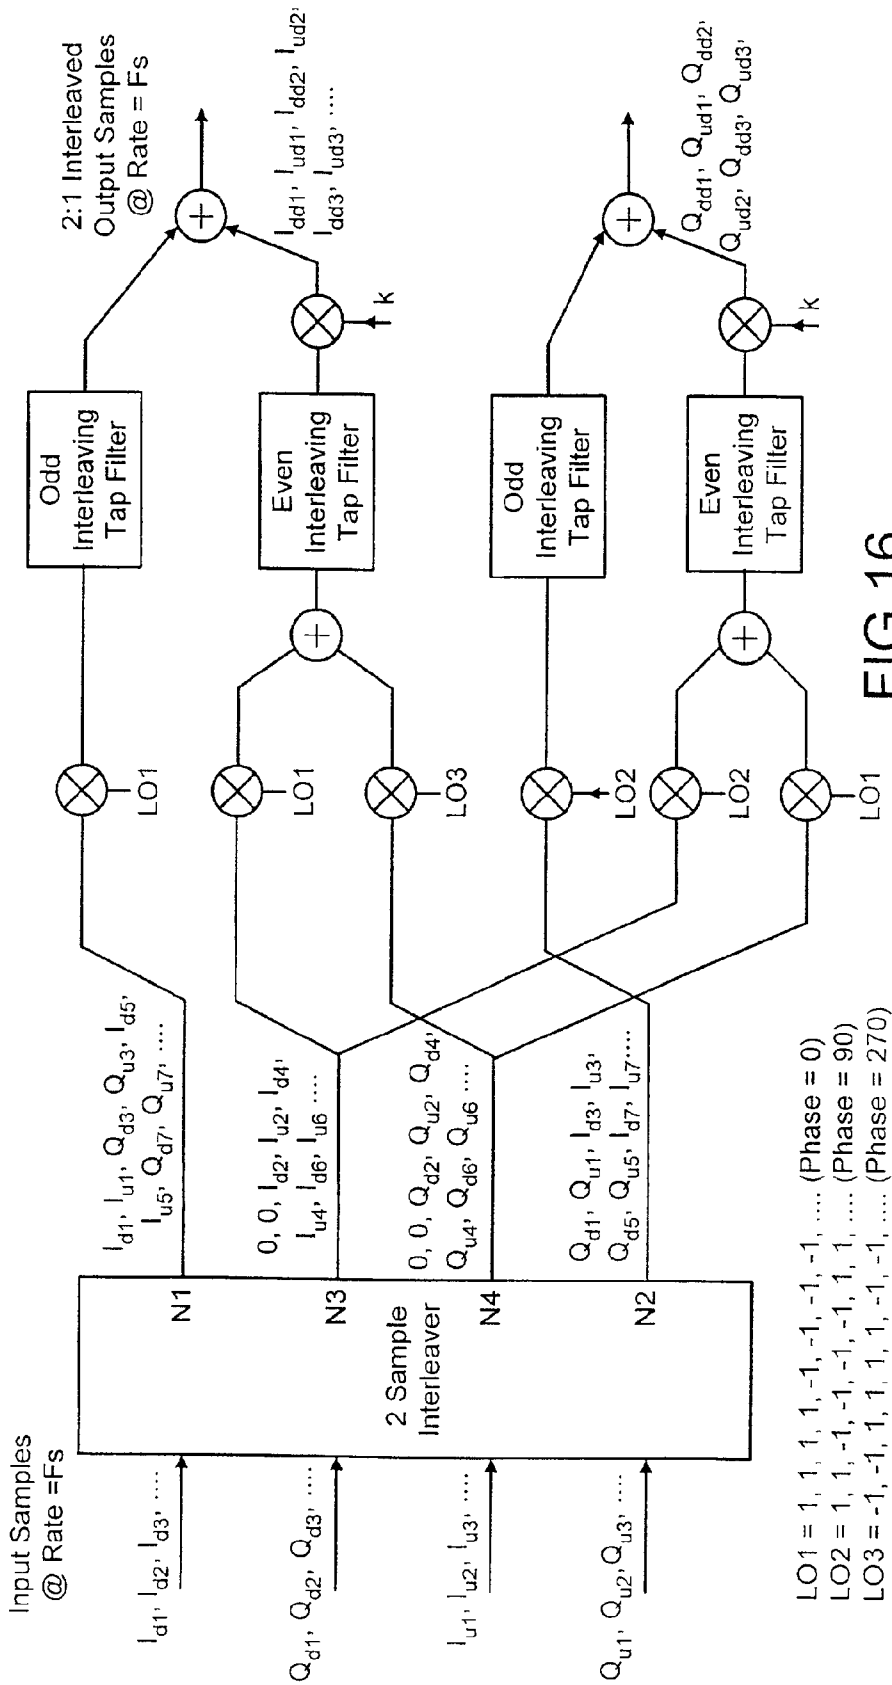 Input Samples
@ Rate =Fs
I_d1, I_d2, I_d3, ....
Q_d1, Q_d2, Q_d3, ....
I_u1, I_u2, I_u3, ....
Q_u1, Q_u2, Q_u3, ....
2 Sample
Interleaver
N1
N3
N4
N2
I_d1, I_u1, Q_d3, Q_u3, I_d5,
I_u5, Q_d7, Q_u7, ....
0, 0, I_d2, I_u2, I_d4,
I_u4, I_d6, I_u6 ....
0, 0, Q_d2, Q_u2, Q_d4,
Q_u4, Q_d6, Q_u6 ....
Q_d1, Q_u1, I_d3, I_u3,
Q_d5, Q_u5, I_d7, I_u7....
LO1
LO1
LO3
LO2
LO2
LO1
Odd
Interleaving
Tap Filter
Even
Interleaving
Tap Filter
Odd
Interleaving
Tap Filter
Even
Interleaving
Tap Filter
k
k
2:1 Interleaved
Output Samples
@ Rate = Fs
I_dd1, I_ud1, I_dd2, I_ud2,
I_dd3, I_ud3, ....
Q_dd1, Q_ud1, Q_dd2,
Q_ud2, Q_dd3, Q_ud3,
LO1 = 1, 1, 1, 1, -1, -1, -1, -1, .... (Phase = 0)
LO2 = 1, 1, -1, -1, -1, -1, 1, 1, .... (Phase = 90)
LO3 = -1, -1, 1, 1, 1, 1, -1, -1, .... (Phase = 270)
FIG 16